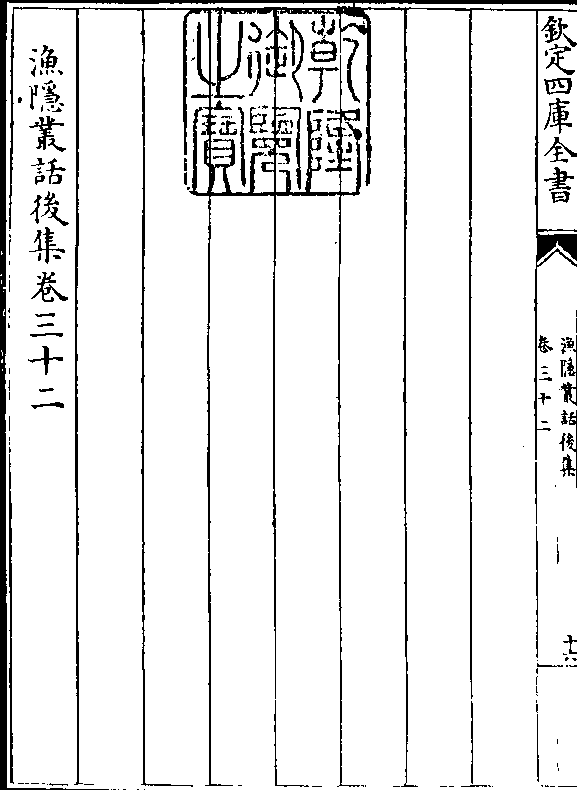 欽定四庫全書
漁隱叢話後集
卷三十二
十六
乾隆御覽之寶
漁隱叢話後集卷三十二